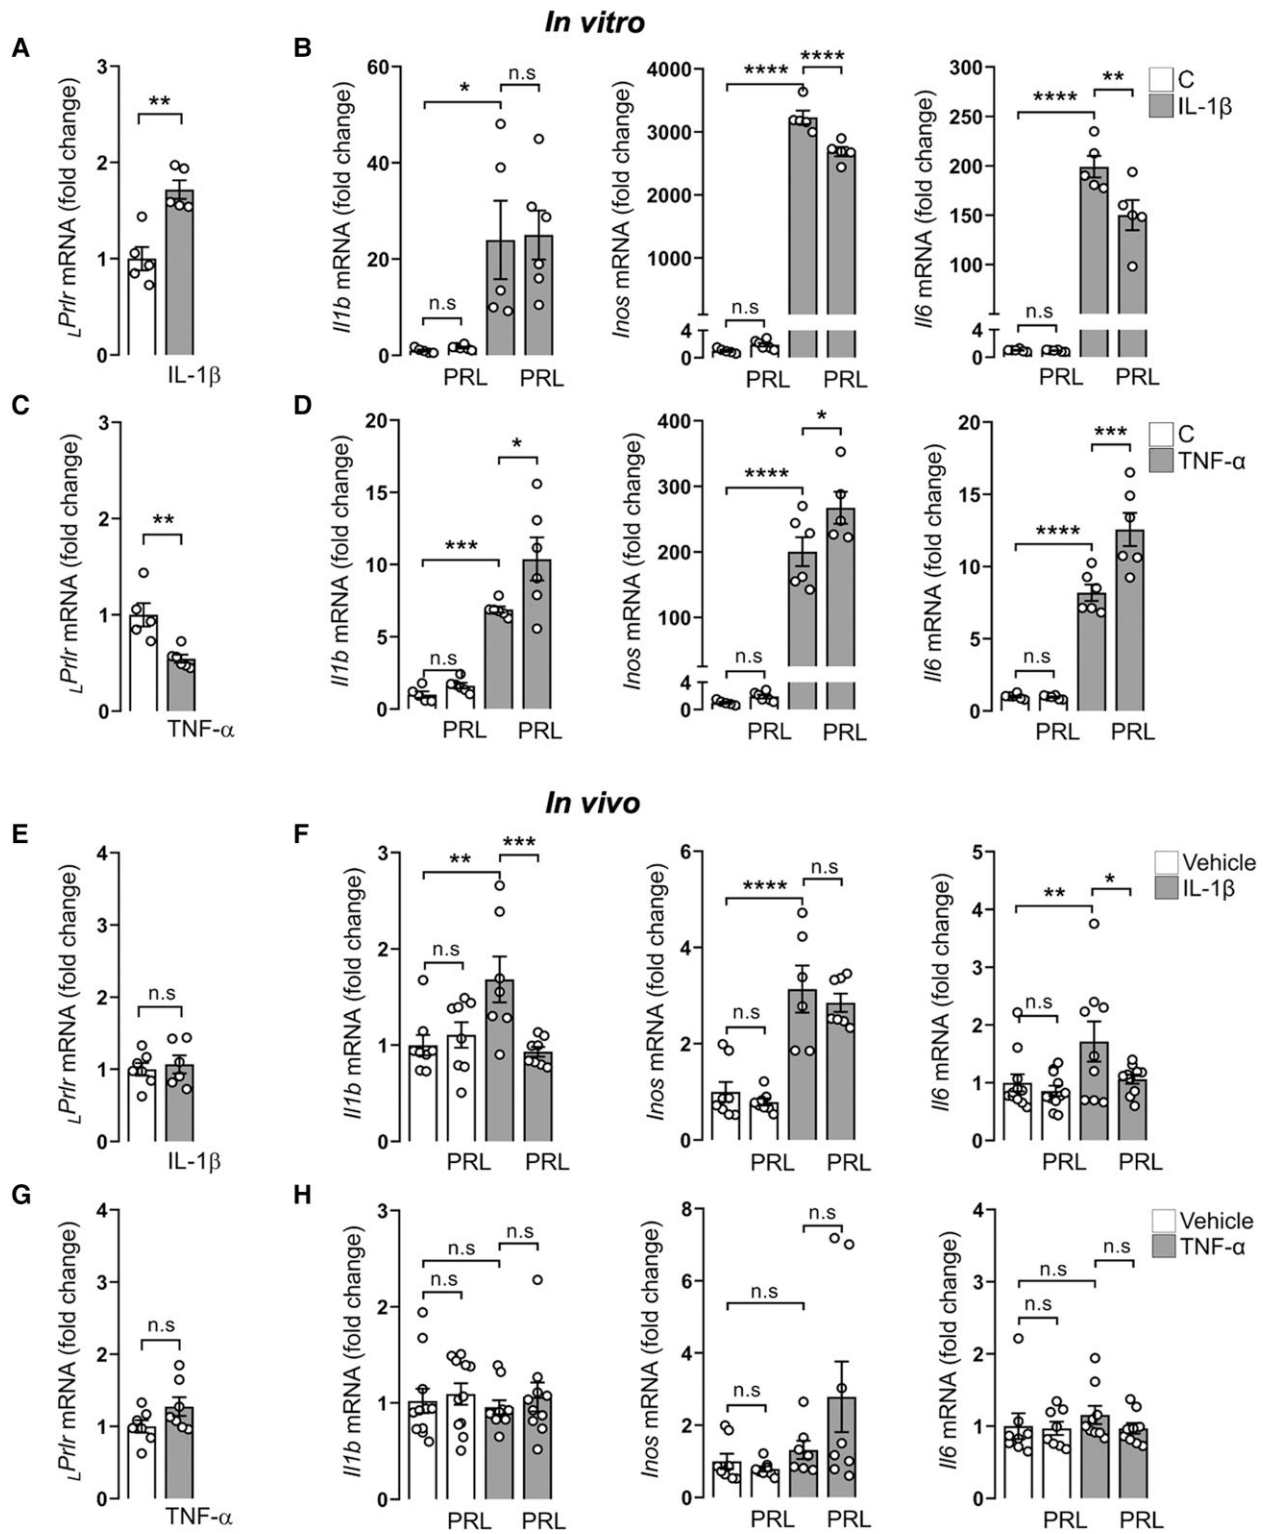 In vitro
A
LPrlr mRNA (fold change)
3
2
1
0
**
IL-1β
B
Il1b mRNA (fold change)
60
40
20
0
n.s
*
n.s
PRL
PRL
Inos mRNA (fold change)
4000
3000
2000
1000
4
0
n.s
****
****
PRL
PRL
Il6 mRNA (fold change)
300
250
200
150
100
4
0
n.s
****
**
PRL
PRL
C
IL-1β
C
LPrlr mRNA (fold change)
3
2
1
0
**
TNF-α
D
Il1b mRNA (fold change)
20
15
10
5
0
n.s
***
*
PRL
PRL
Inos mRNA (fold change)
400
300
200
100
4
0
n.s
****
*
PRL
PRL
Il6 mRNA (fold change)
20
15
10
5
0
n.s
****
***
PRL
PRL
C
TNF-α
In vivo
E
LPrlr mRNA (fold change)
4
3
2
1
0
n.s
IL-1β
F
Il1b mRNA (fold change)
3
2
1
0
n.s
**
***
PRL
PRL
Inos mRNA (fold change)
6
4
2
0
n.s
****
n.s
PRL
PRL
Il6 mRNA (fold change)
5
4
3
2
1
0
n.s
**
*
PRL
PRL
Vehicle
IL-1β
G
LPrlr mRNA (fold change)
4
3
2
1
0
n.s
TNF-α
H
Il1b mRNA (fold change)
3
2
1
0
n.s
n.s
n.s
PRL
PRL
Inos mRNA (fold change)
8
6
4
2
0
n.s
n.s
n.s
PRL
PRL
Il6 mRNA (fold change)
4
3
2
1
0
n.s
n.s
n.s
PRL
PRL
Vehicle
TNF-α